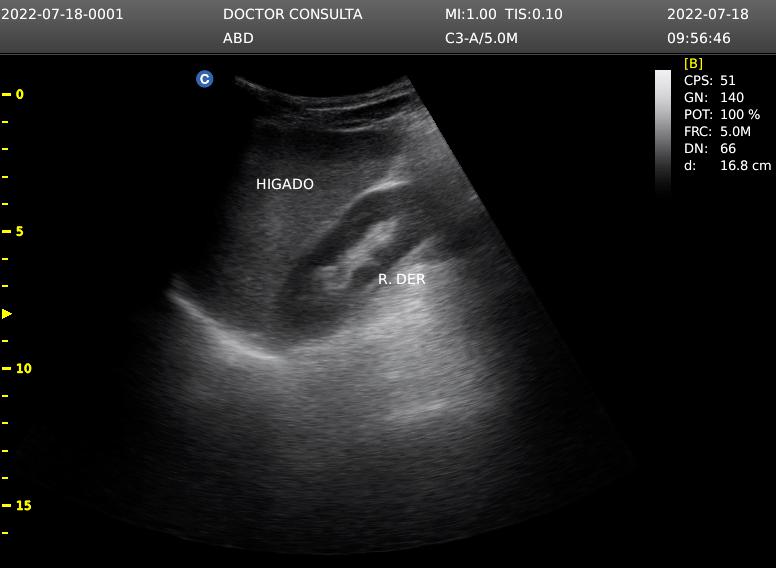 2022-07-18-0001 DOCTOR CONSULTA MI:1.00 TIS:0.10 2022-07-18
ABD C3-A/5.0M 09:56:46
C
[B]
CPS: 51
GN: 140
POT: 100 %
FRC: 5.0M
DN: 66
d: 16.8 cm
0
HIGADO
5
R. DER
10
15